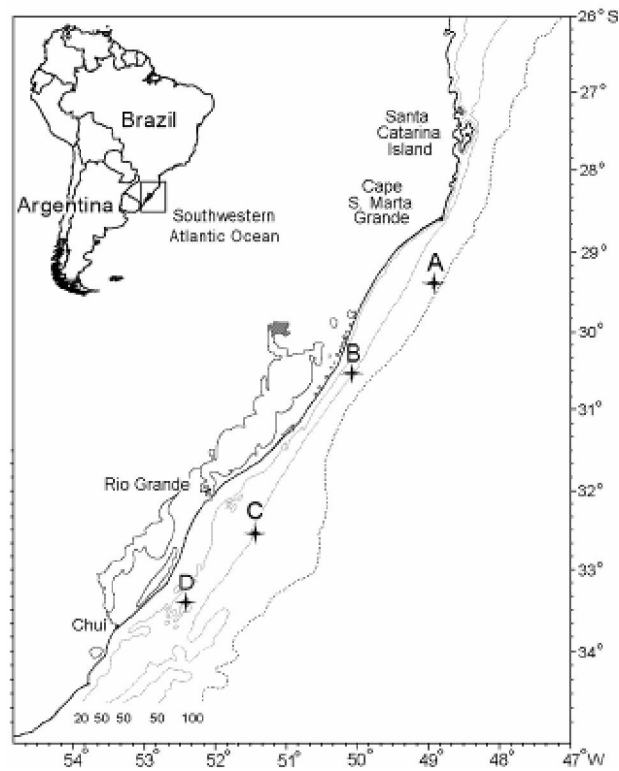 26°S
27°
28°
29°
30°
31°
32°
33°
34°
Brazil
Argentina
Southwestern
Atlantic Ocean
Santa
Catarina
Island
Cape
S. Marta
Grande
A
B
Rio Grande
C
D
Chuí
20 50 50 50 100
54° 53° 52° 51° 50° 49° 48° 47°W